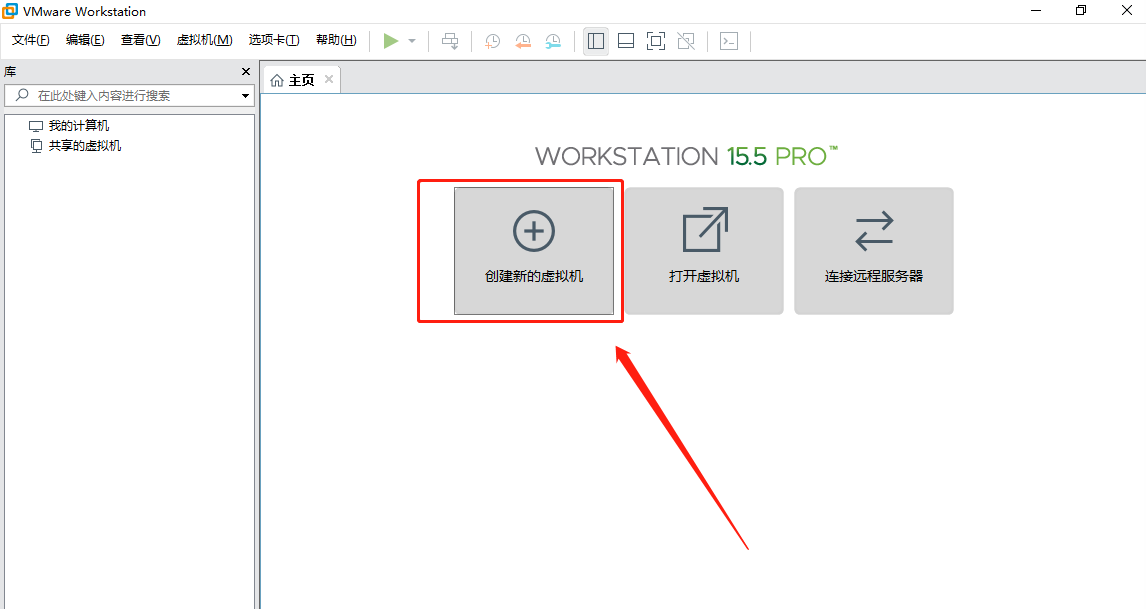 VMware Workstation
文件(F) 编辑(E) 查看(V) 虚拟机(M) 选项卡(T) 帮助(H)
库
主页
在此处键入内容进行搜索
我的计算机
共享的虚拟机
WORKSTATION 15.5 PRO™
创建新的虚拟机
打开虚拟机
连接远程服务器